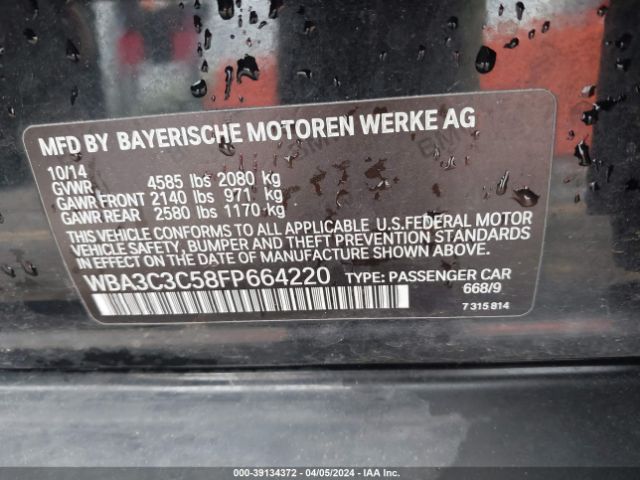 MFD BY BAYERISCHE MOTOREN WERKE AG
10/14
GVWR 4585 lbs 2080 kg
GAWR FRONT 2140 lbs 971 kg
GAWR REAR 2580 lbs 1170 kg
THIS VEHICLE CONFORMS TO ALL APPLICABLE U.S.FEDERAL MOTOR
VEHICLE SAFETY, BUMPER AND THEFT PREVENTION STANDARDS
IN EFFECT ON THE DATE OF MANUFACTURE SHOWN ABOVE.
WBA3C3C58FP664220 TYPE: PASSENGER CAR
668/9
7 315 814
000-39134372 - 04/05/2024 - IAA Inc.